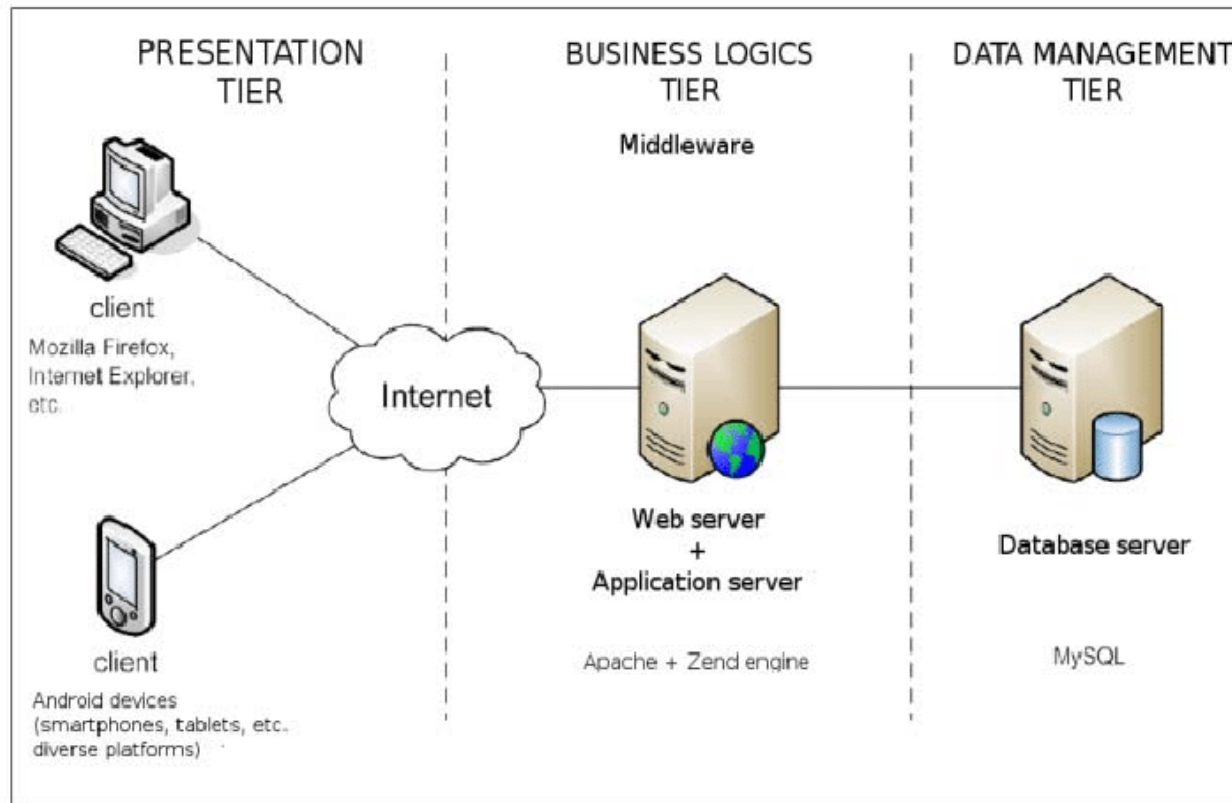 PRESENTATION
TIER
BUSINESS LOGICS
TIER
DATA MANAGEMENT
TIER
Middleware
client
Mozilla Firefox,
Internet Explorer,
etc.
Internet
Web server
+
Application server
Database server
client
Apache + Zend engine
MySQL
Android devices
(smartphones, tablets, etc.
diverse platforms)